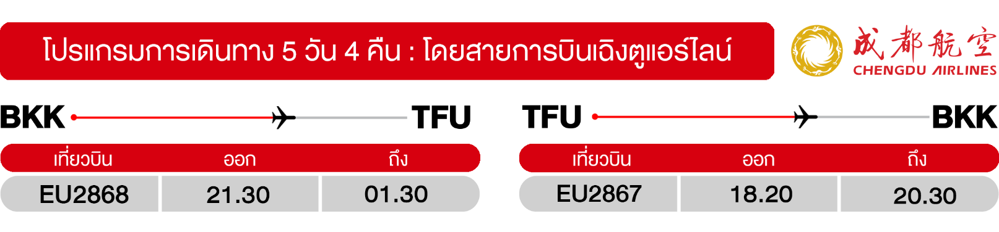 โปรแกรมการเดินทาง 5 วัน 4 คืน : โดยสายการบินเฉิงตูแอร์ไลน์
成都航空
CHENGDU AIRLINES
BKK TFU
เที่ยวบิน ออก ถึง
EU2868 21.30 01.30
TFU BKK
เที่ยวบิน ออก ถึง
EU2867 18.20 20.30